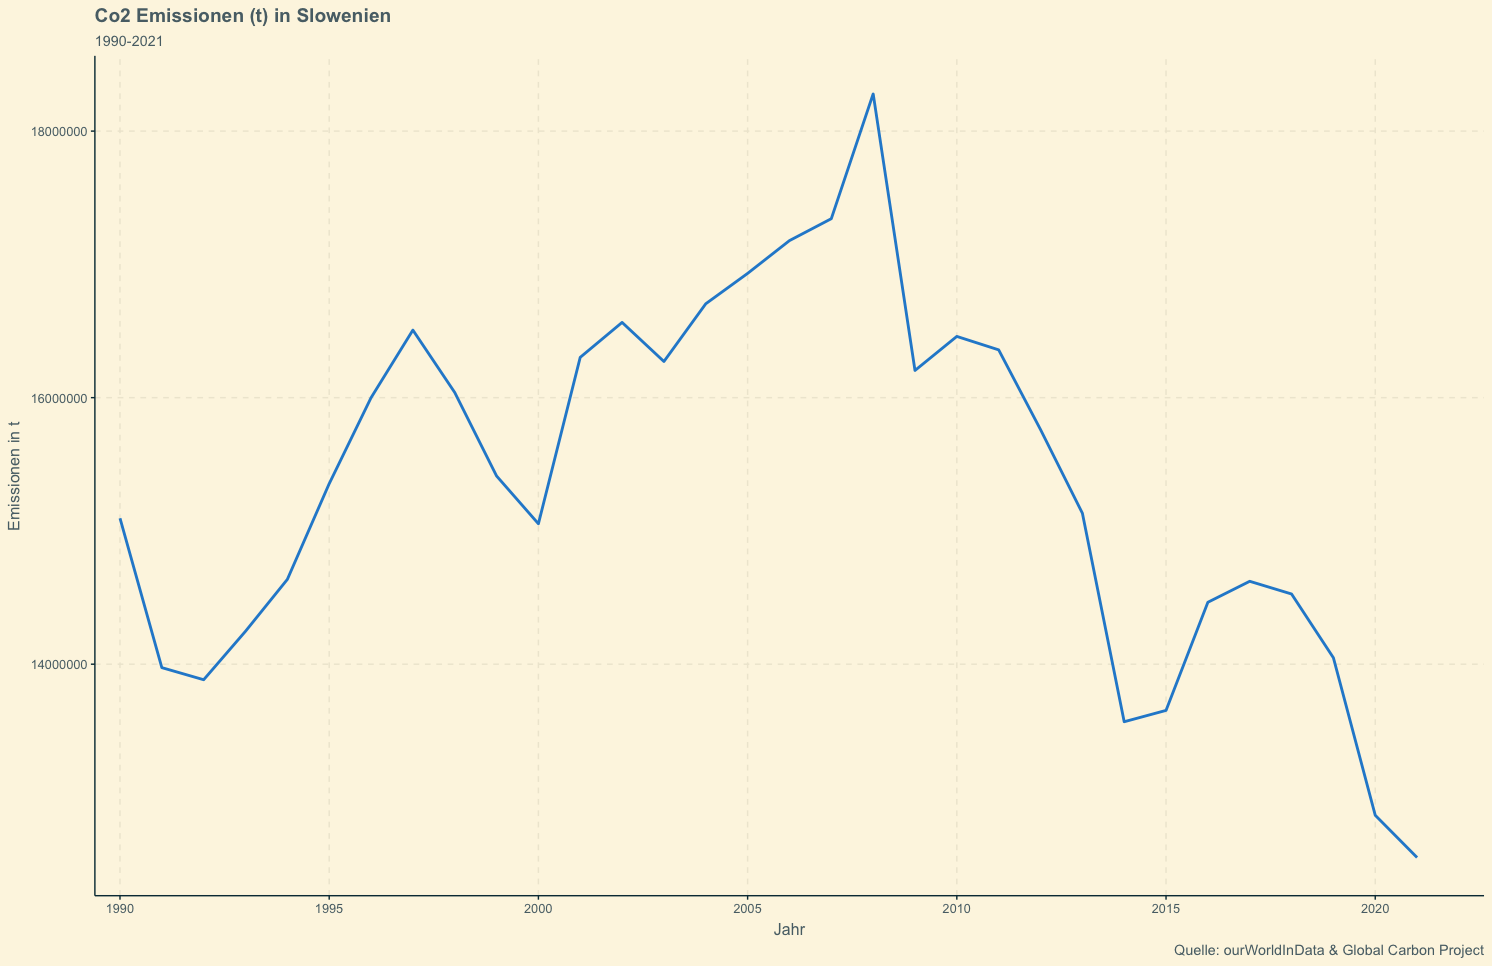 Co2 Emissionen (t) in Slowenien
1990-2021
Emissionen in t
18000000
16000000
14000000
1990 1995 2000 2005 2010 2015 2020
Jahr
Quelle: ourWorldInData & Global Carbon Project